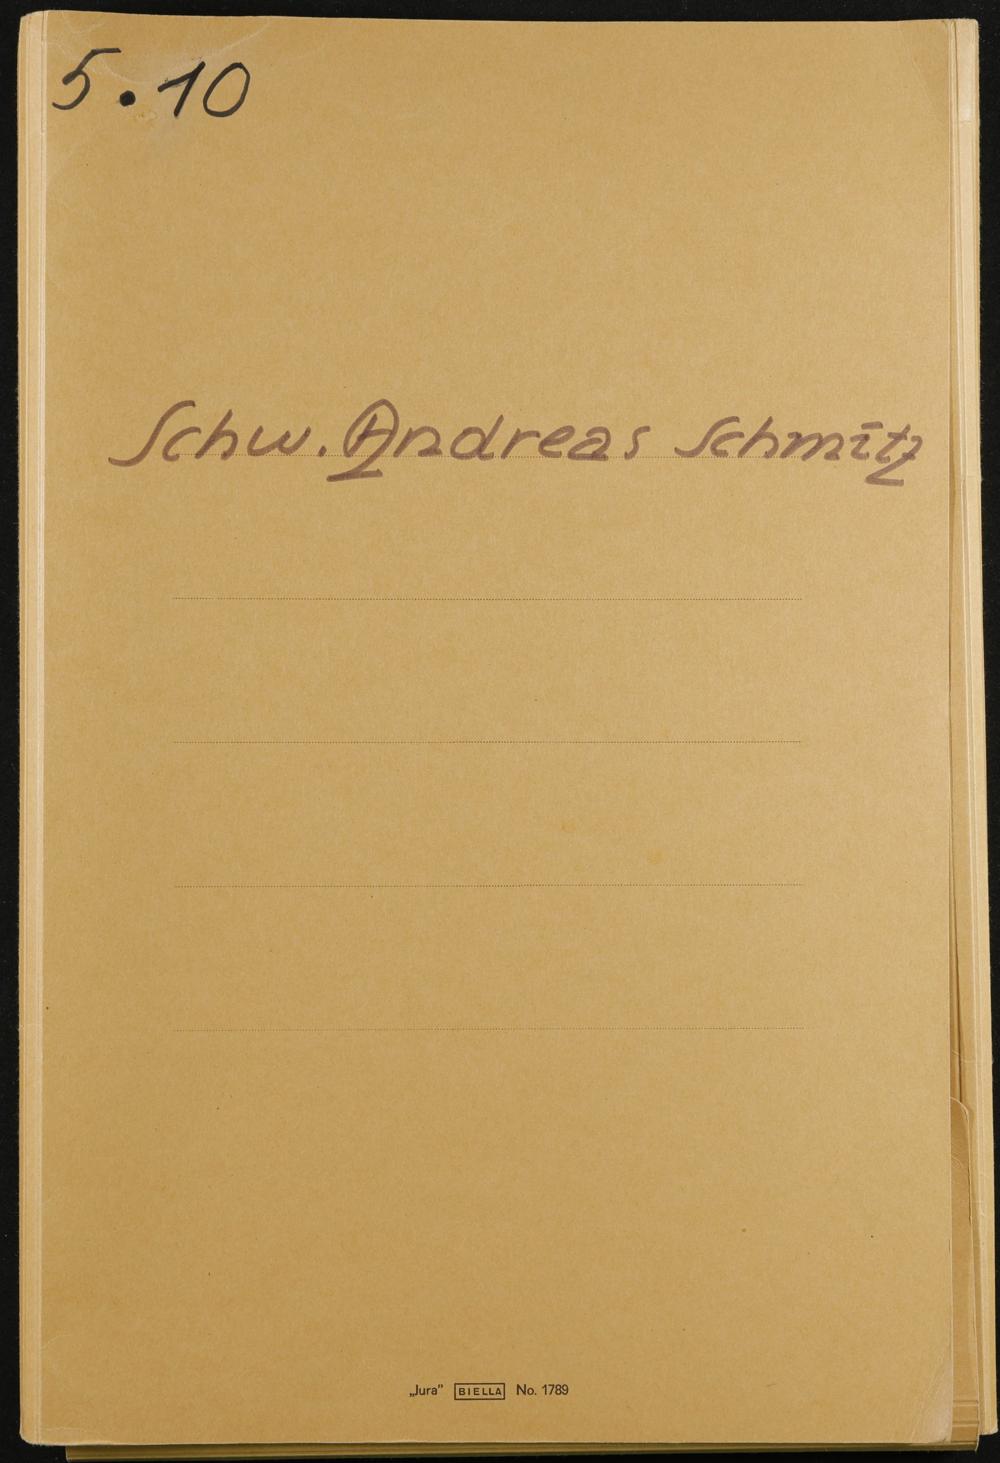 5.10
Schw. Andreas Schmitz
„Jura” BIELLA No. 1789